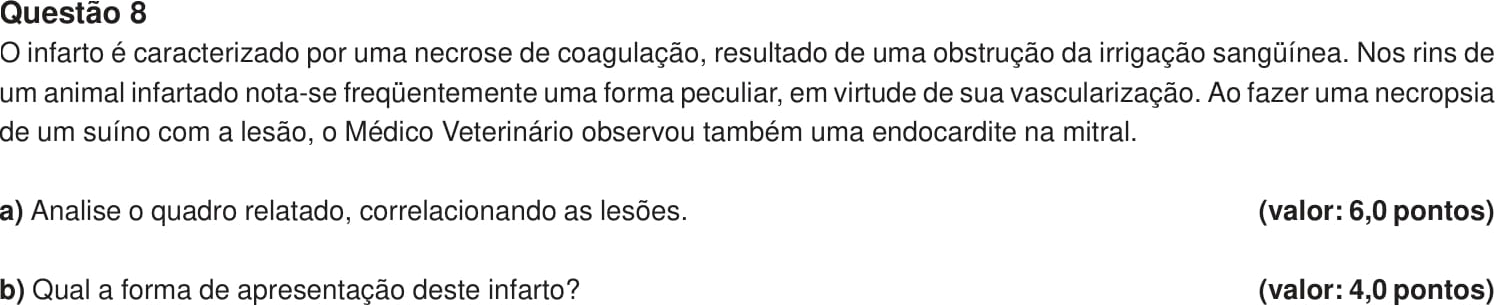 Questão 8
O infarto é caracterizado por uma necrose de coagulação, resultado de uma obstrução da irrigação sangüínea. Nos rins de
um animal infartado nota-se freqüentemente uma forma peculiar, em virtude de sua vascularização. Ao fazer uma necropsia
de um suíno com a lesão, o Médico Veterinário observou também uma endocardite na mitral.
a) Analise o quadro relatado, correlacionando as lesões. (valor: 6,0 pontos)
b) Qual a forma de apresentação deste infarto? (valor: 4,0 pontos)